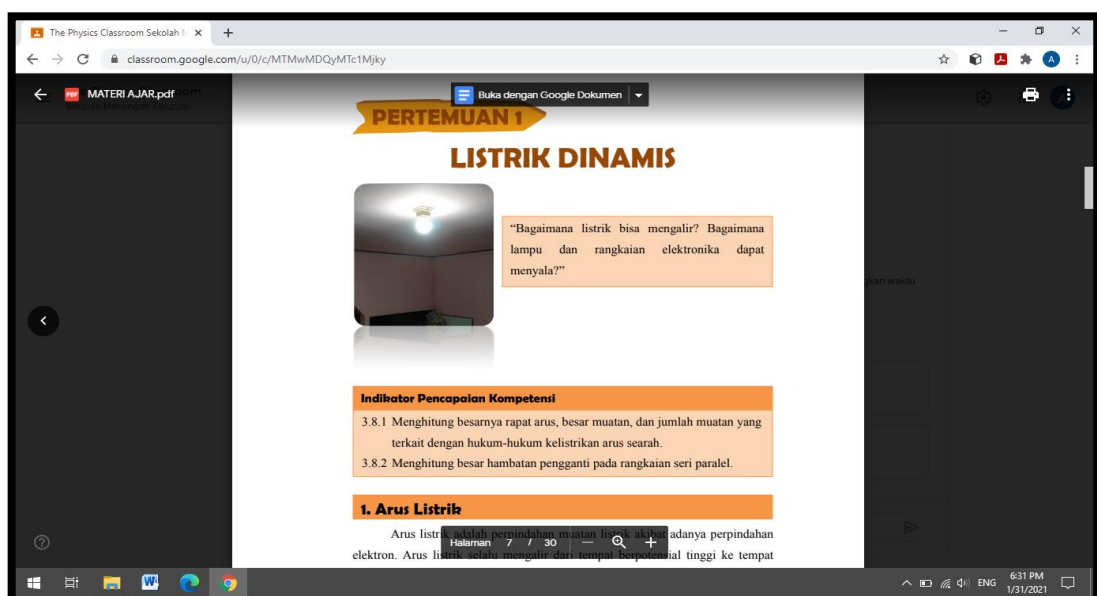 The Physics Classroom Sekolah M
classroom.google.com/u/0/c/MTMwMDQyMTc1Mjky
A
MATERI AJAR.pdf
PDF
Buka dengan Google Dokumen
PERTEMUAN 1
LISTRIK DINAMIS
“Bagaimana listrik bisa mengalir? Bagaimana
lampu dan rangkaian elektronika dapat
menyala?”
gkan waktu
Indikator Pencapaian Kompetensi
3.8.1 Menghitung besarnya rapat arus, besar muatan, dan jumlah muatan yang
terkait dengan hukum-hukum kelistrikan arus searah.
3.8.2 Menghitung besar hambatan pengganti pada rangkaian seri paralel.
1. Arus Listrik
Arus listrik adalah perpindahan muatan listrik akibat adanya perpindahan
Halaman 7 / 30
elektron. Arus listrik selalu mengalir dari tempat berpotensial tinggi ke tempat
ENG
6:31 PM
1/31/2021